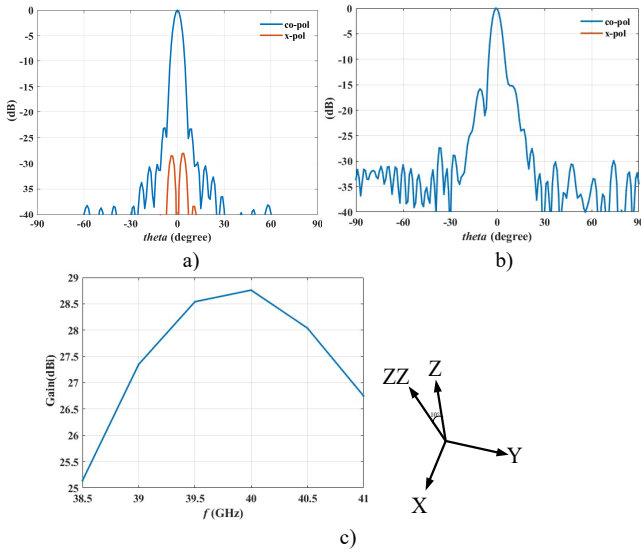 0
-5
-10
-15
-20
-25
-30
-35
-40
(dB)
co-pol
x-pol
-90 -60 -30 0 30 60 90
theta (degree)
a)
0
-5
-10
-15
-20
-25
-30
-35
-40
(dB)
co-pol
x-pol
-90 -60 -30 0 30 60 90
theta (degree)
b)
29
28.5
28
27.5
27
26.5
26
25.5
25
Gain(dBi)
38.5 39 39.5 40 40.5 41
f (GHz)
ZZ Z
Y
X
c)